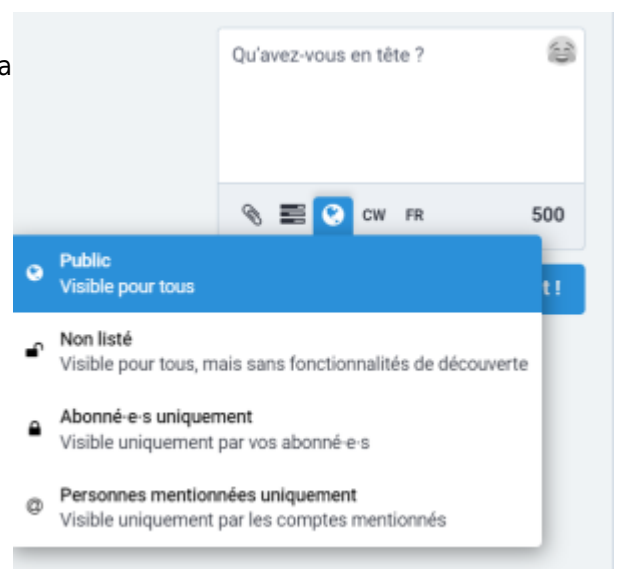 a
Qu'avez-vous en tête ?
CW FR 500
Public
Visible pour tous
t !
Non listé
Visible pour tous, mais sans fonctionnalités de découverte
Abonné·e·s uniquement
Visible uniquement par vos abonné·e·s
@ Personnes mentionnées uniquement
Visible uniquement par les comptes mentionnés